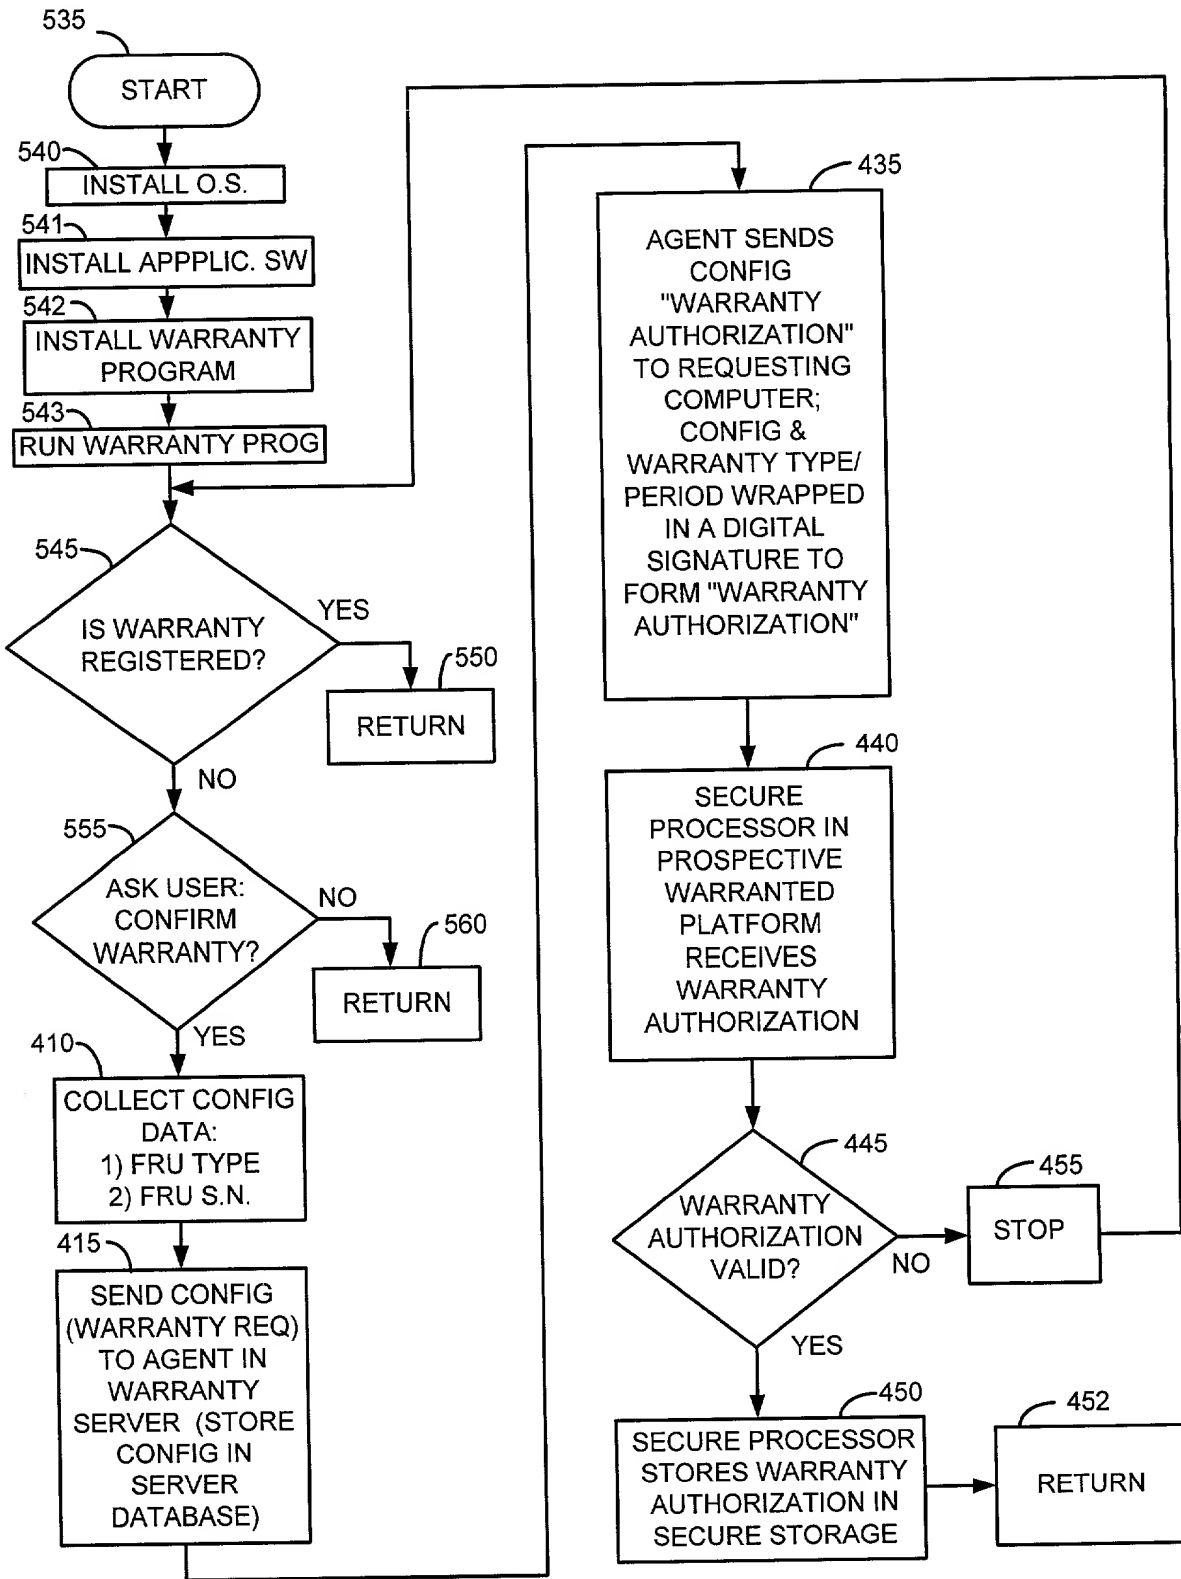 535
START
540
INSTALL O.S.
541
INSTALL APPPLIC. SW
542
INSTALL WARRANTY
PROGRAM
543
RUN WARRANTY PROG
545
IS WARRANTY
REGISTERED?
YES
550
RETURN
NO
555
ASK USER:
CONFIRM
WARRANTY?
NO
560
RETURN
YES
410
COLLECT CONFIG
DATA:
1) FRU TYPE
2) FRU S.N.
415
SEND CONFIG
(WARRANTY REQ)
TO AGENT IN
WARRANTY
SERVER (STORE
CONFIG IN
SERVER
DATABASE)
435
AGENT SENDS
CONFIG
"WARRANTY
AUTHORIZATION"
TO REQUESTING
COMPUTER;
CONFIG &
WARRANTY TYPE/
PERIOD WRAPPED
IN A DIGITAL
SIGNATURE TO
FORM "WARRANTY
AUTHORIZATION"
440
SECURE
PROCESSOR IN
PROSPECTIVE
WARRANTED
PLATFORM
RECEIVES
WARRANTY
AUTHORIZATION
445
WARRANTY
AUTHORIZATION
VALID?
NO
455
STOP
YES
450
SECURE PROCESSOR
STORES WARRANTY
AUTHORIZATION IN
SECURE STORAGE
452
RETURN